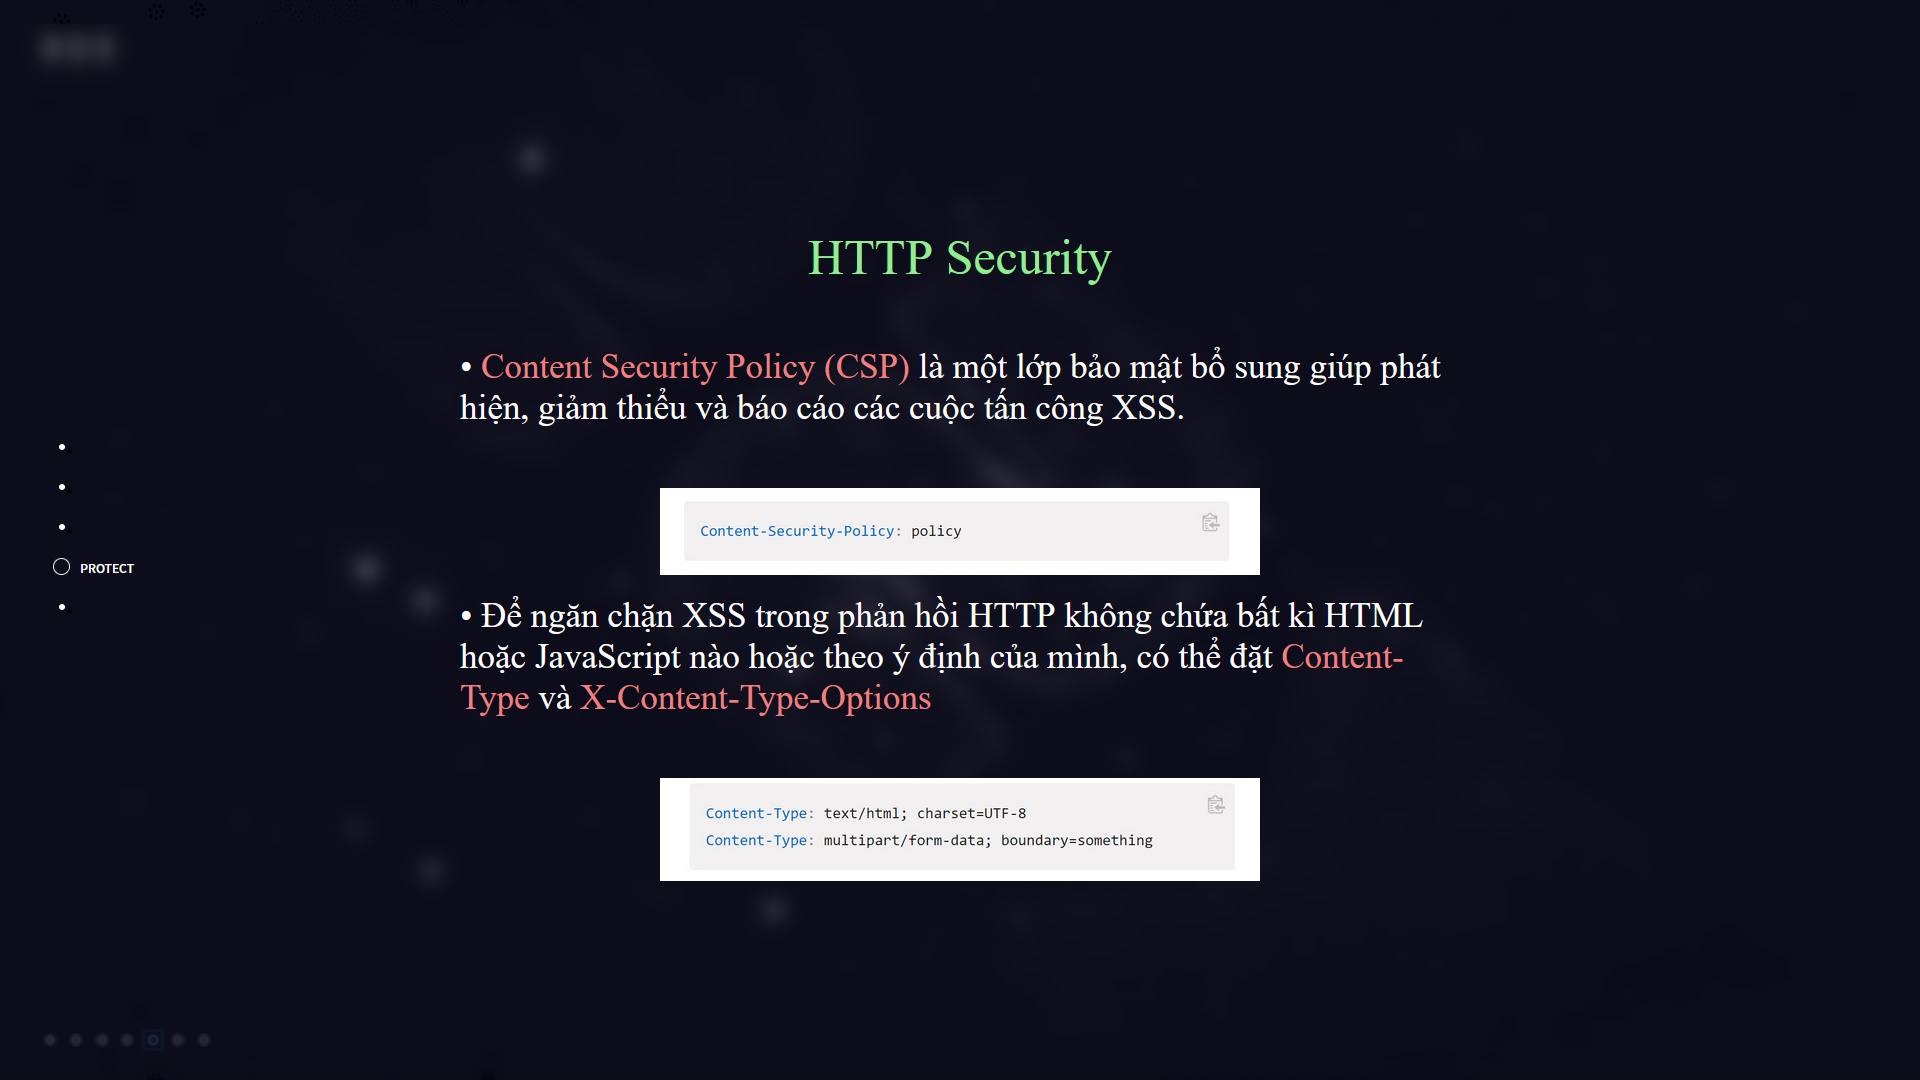 HTTP Security
• Content Security Policy (CSP) là một lớp bảo mật bổ sung giúp phát
hiện, giảm thiểu và báo cáo các cuộc tấn công XSS.
Content-Security-Policy: policy
PROTECT
• Để ngăn chặn XSS trong phản hồi HTTP không chứa bất kì HTML
hoặc JavaScript nào hoặc theo ý định của mình, có thể đặt Content-
Type và X-Content-Type-Options
Content-Type: text/html; charset=UTF-8
Content-Type: multipart/form-data; boundary=something